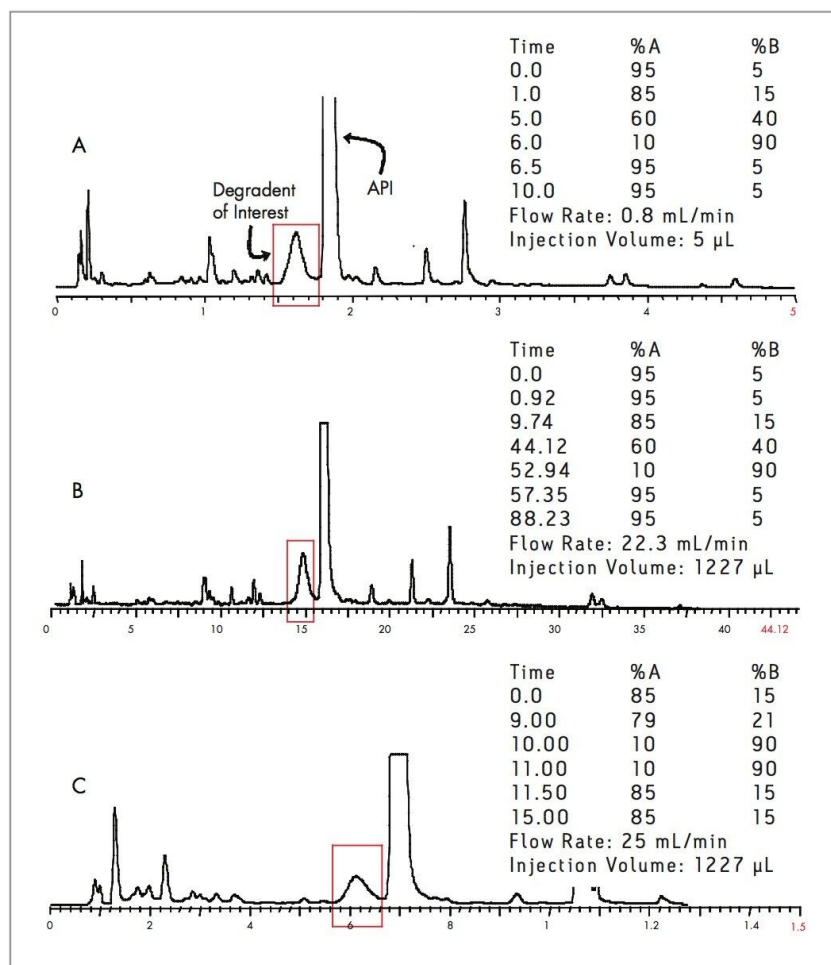 Time %A %B
0.0 95 5
1.0 85 15
5.0 60 40
6.0 10 90
6.5 95 5
10.0 95 5
Flow Rate: 0.8 mL/min
Injection Volume: 5 µL
A
Degradent
of Interest
API
0 1 2 3 4 5
Time %A %B
0.0 95 5
0.92 95 5
9.74 85 15
44.12 60 40
52.94 10 90
57.35 95 5
88.23 95 5
Flow Rate: 22.3 mL/min
Injection Volume: 1227 µL
B
0 5 10 15 20 25 30 35 40 44.12
Time %A %B
0.0 85 15
9.00 79 21
10.00 10 90
11.00 10 90
11.50 85 15
15.00 85 15
Flow Rate: 25 mL/min
Injection Volume: 1227 µL
C
0 2 4 6 8 1.0 1.2 1.4 1.5